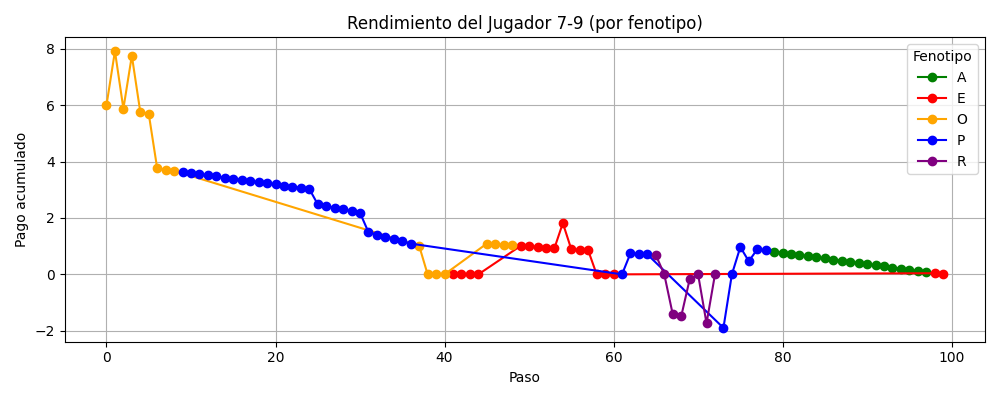 Rendimiento del Jugador 7-9 (por fenotipo)
Pago acumulado
8
6
4
2
0
−2
0
20
40
60
80
100
Paso
Fenotipo
A
E
O
P
R